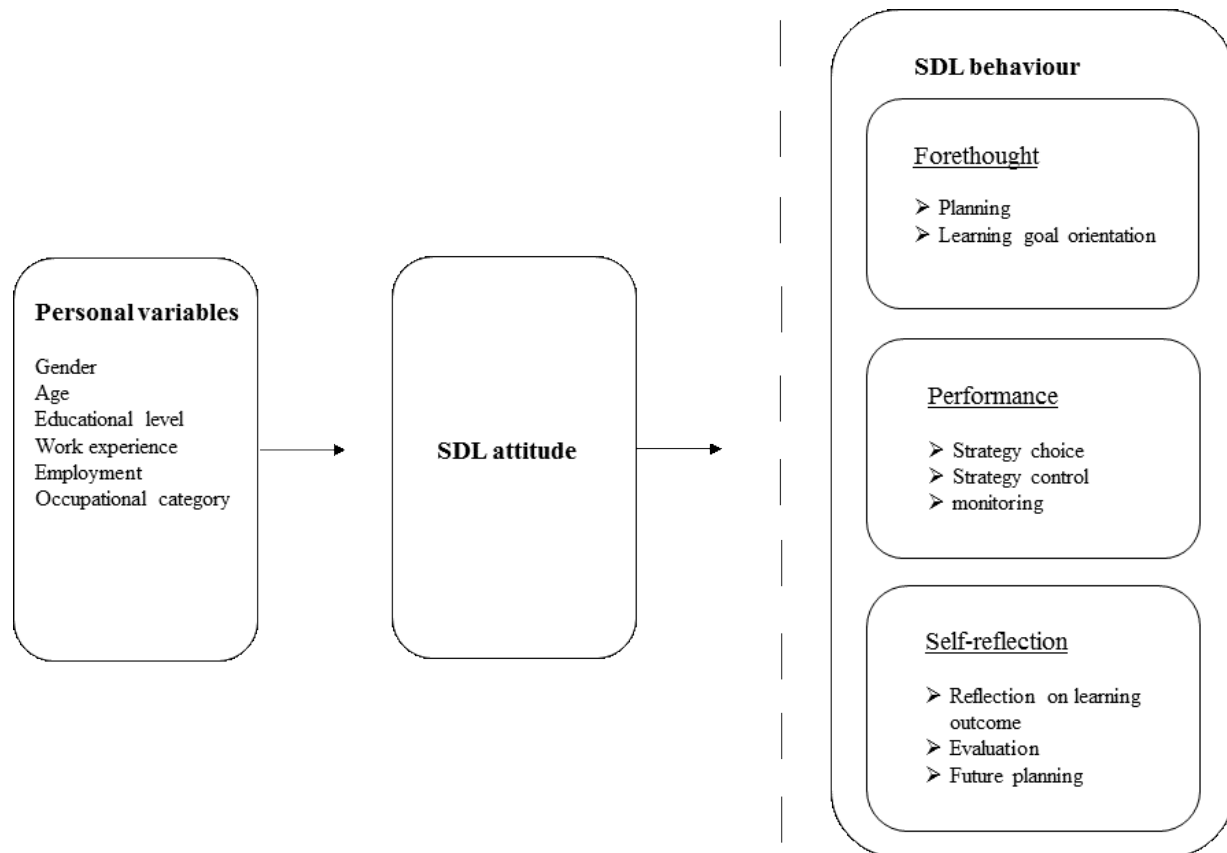 Personal variables
Gender
Age
Educational level
Work experience
Employment
Occupational category
SDL attitude
SDL behaviour
Forethought
➢ Planning
➢ Learning goal orientation
Performance
➢ Strategy choice
➢ Strategy control
➢ monitoring
Self-reflection
➢ Reflection on learning
outcome
➢ Evaluation
➢ Future planning